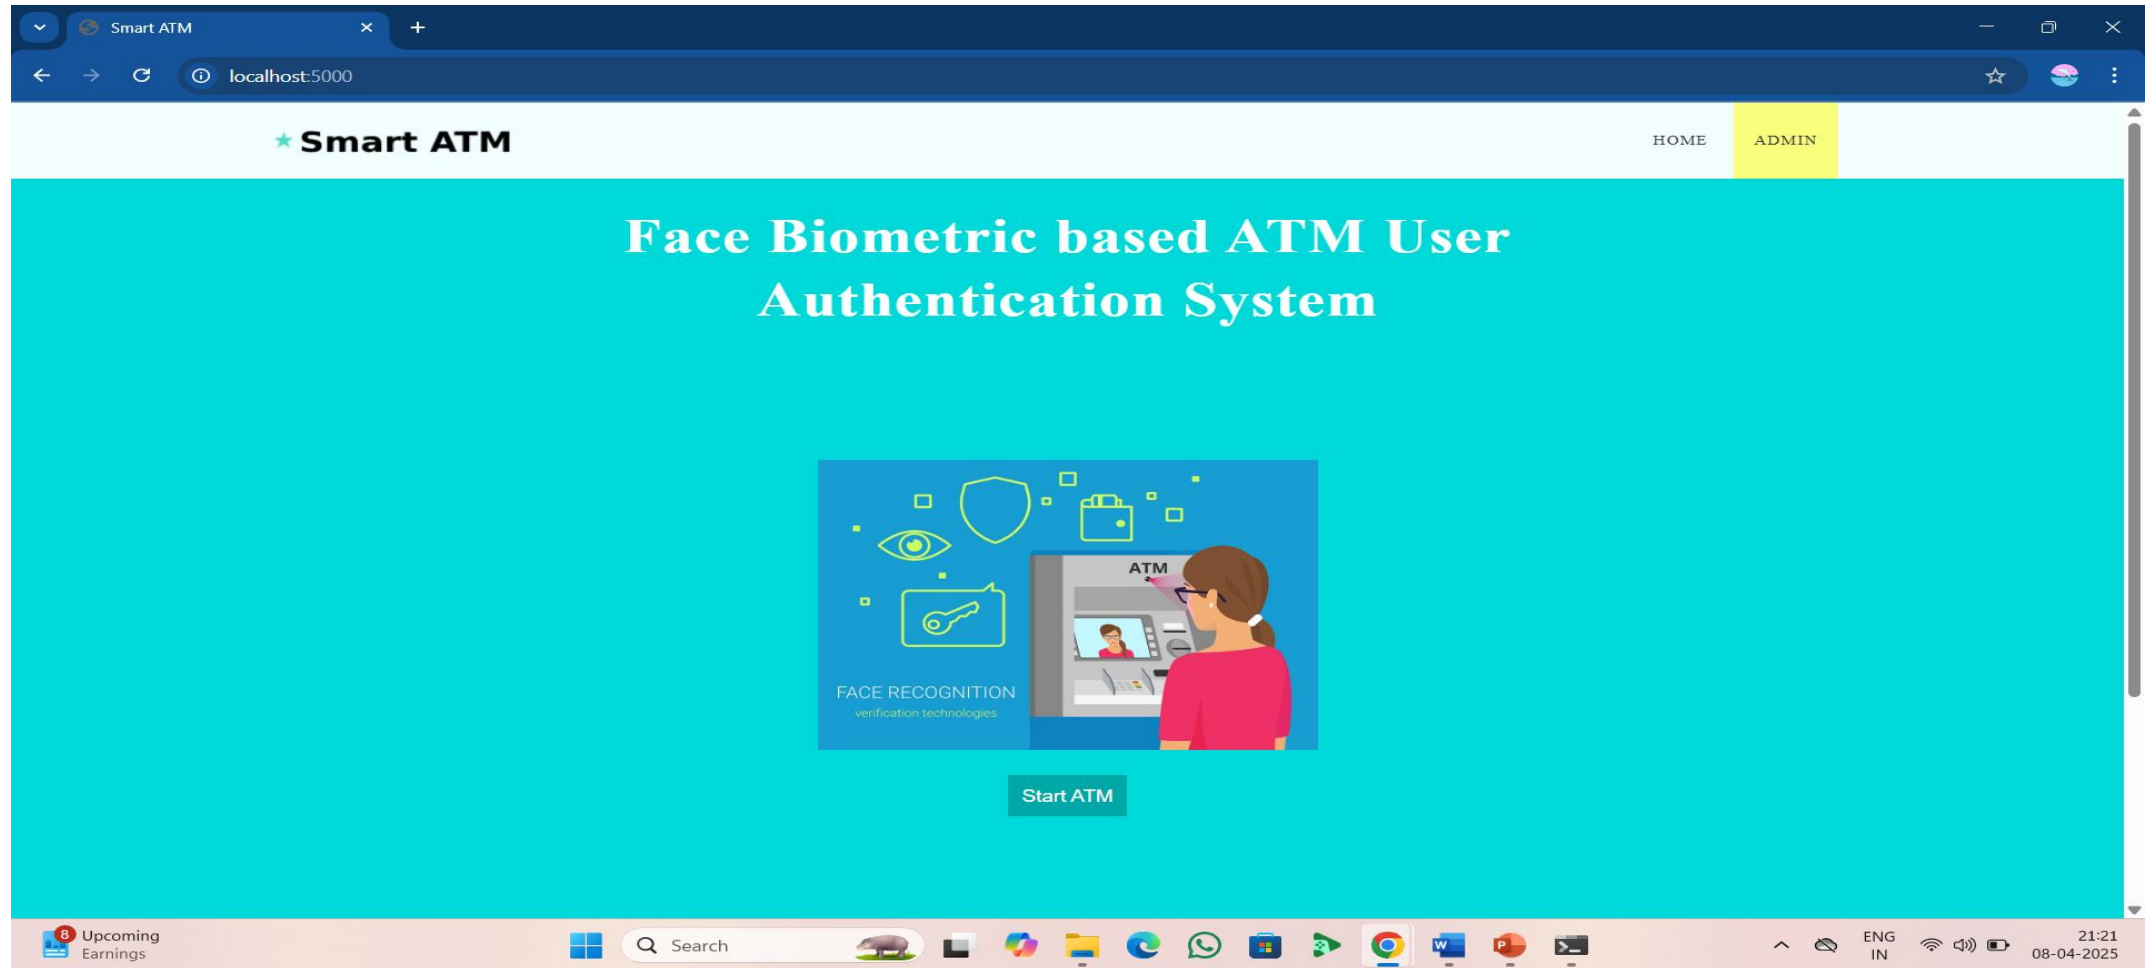 Smart ATM
localhost:5000
Smart ATM
HOME
ADMIN
Face Biometric based ATM User
Authentication System
ATM
FACE RECOGNITION
verification technologies
Start ATM
8
Upcoming
Earnings
Search
ENG
IN
21:21
08-04-2025